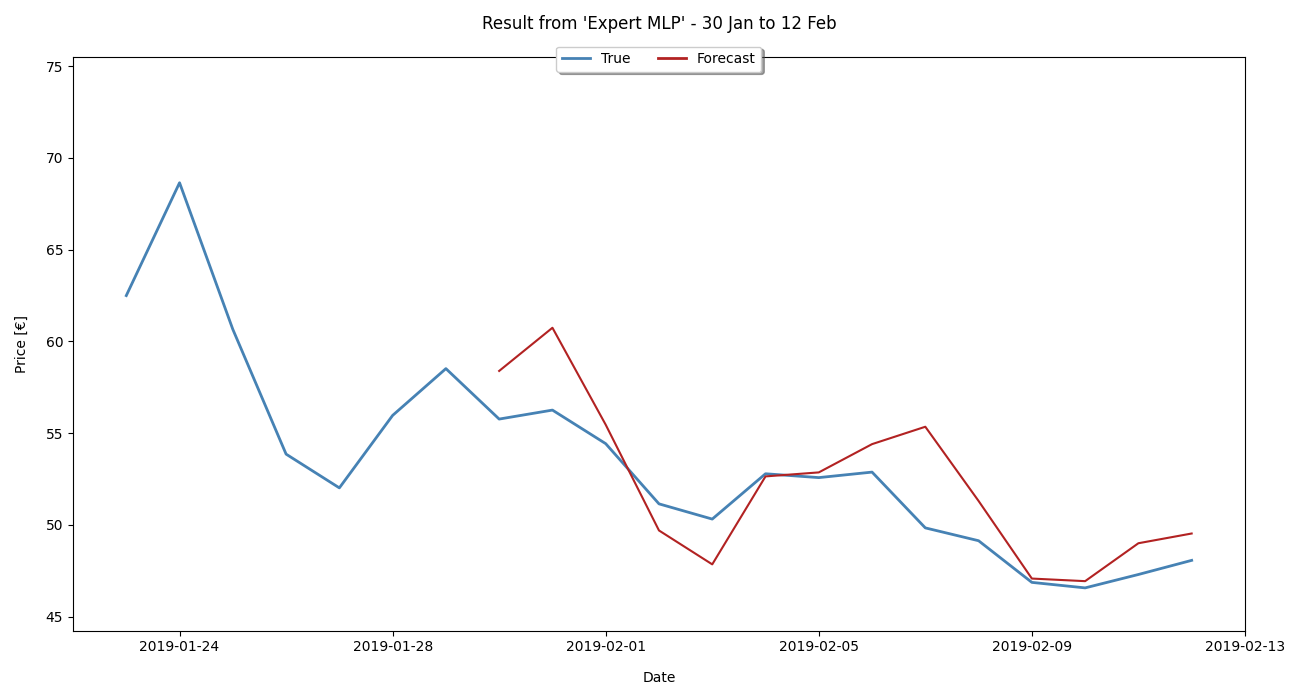 Result from 'Expert MLP' - 30 Jan to 12 Feb
True Forecast
75
70
65
60
55
50
45
Price [€]
2019-01-24 2019-01-28 2019-02-01 2019-02-05 2019-02-09 2019-02-13
Date